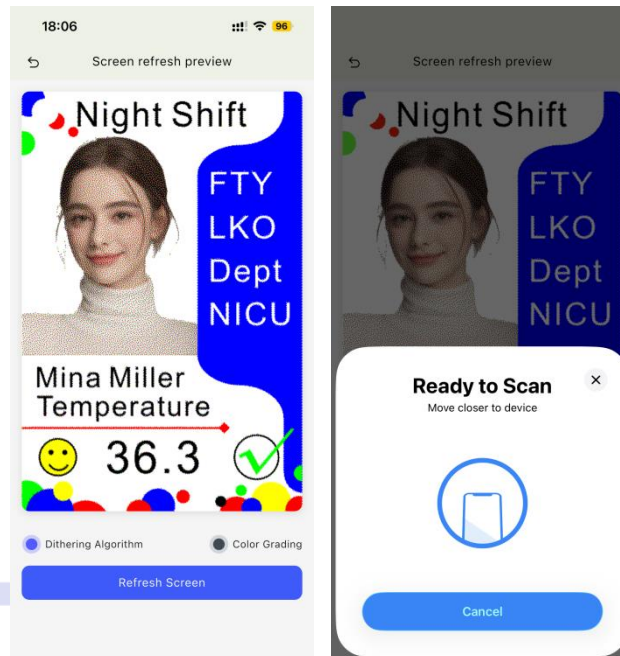 18:06
96
Screen refresh preview
Night Shift
FTY
LKO
Dept
NICU
Mina Miller
Temperature
36.3
Dithering Algorithm
Color Grading
Refresh Screen
Screen refresh preview
Night Shift
FTY
LKO
Dept
NICU
Ready to Scan
Move closer to device
Cancel